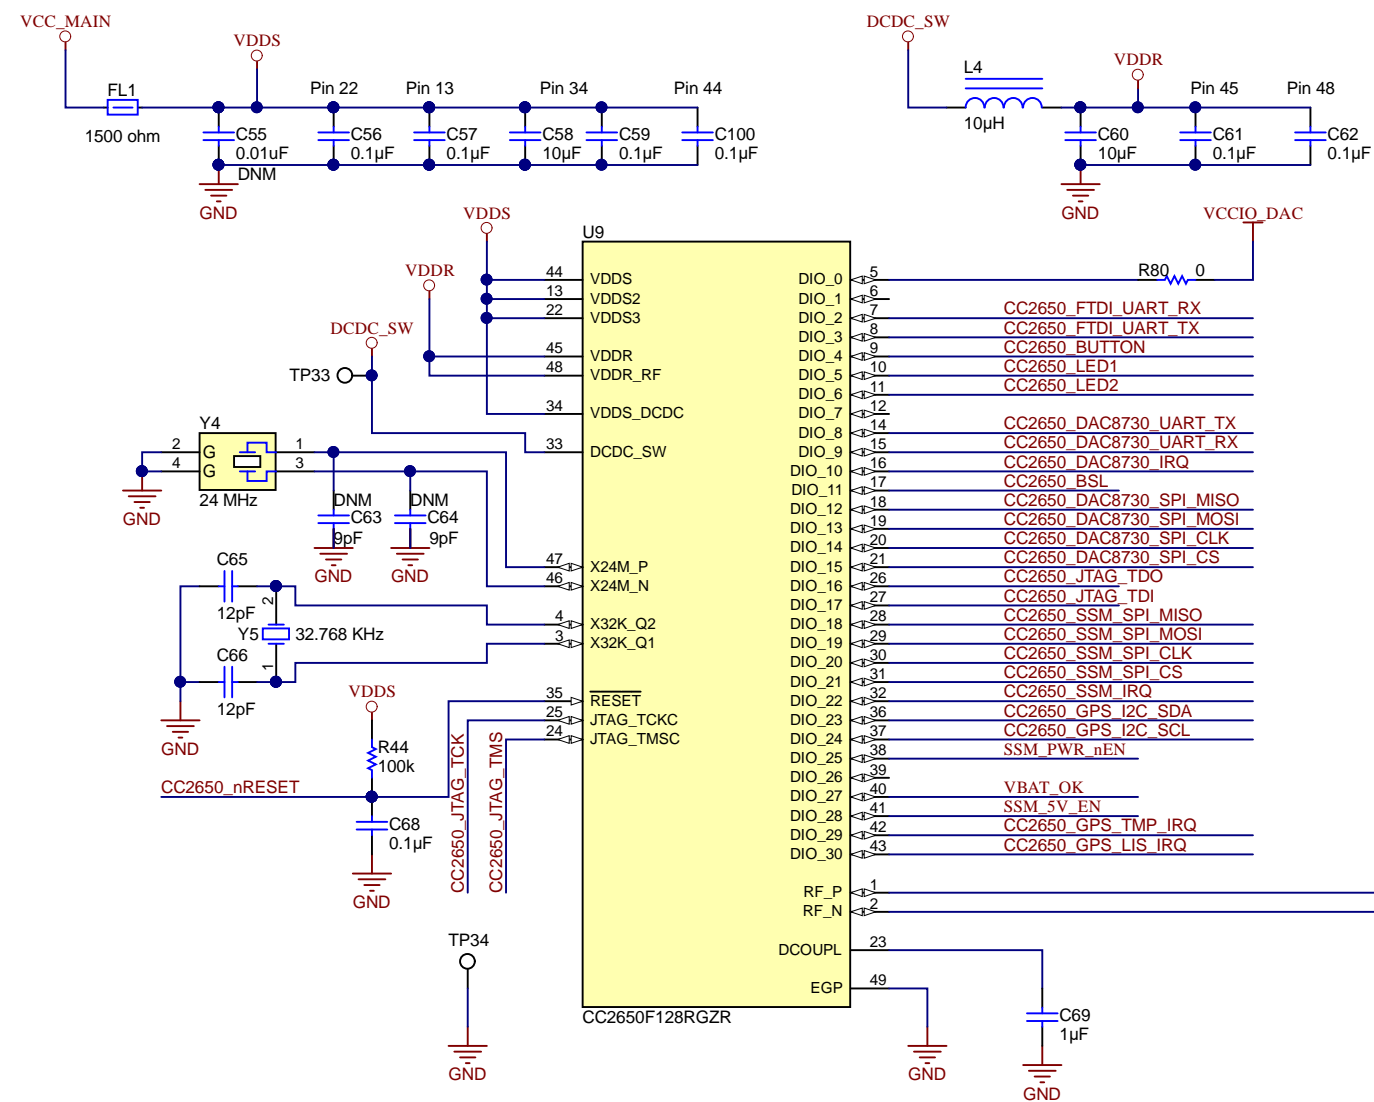 VCC_MAIN
VDDS
FL1
1500 ohm
Pin 22
Pin 13
Pin 34
Pin 44
C55
0.01uF
DNM
C56
0.1µF
C57
0.1µF
C58
10µF
C59
0.1µF
C100
0.1µF
GND
DCDC_SW
L4
10µH
VDDR
Pin 45
Pin 48
C60
10µF
C61
0.1µF
C62
0.1µF
GND
VDDS
VDDR
DCDC_SW
TP33
U9
44 VDDS
13 VDDS2
22 VDDS3
45 VDDR
48 VDDR_RF
34 VDDS_DCDC
33 DCDC_SW
47 X24M_P
46 X24M_N
4 X32K_Q2
3 X32K_Q1
35 RESET
25 JTAG_TCKC
24 JTAG_TMSC
CC2650F128RGZR
Y4
2 G 1
4 G 3
24 MHz
GND
DNM
C63
9pF
GND
DNM
C64
9pF
GND
C65
12pF
2
Y5 32.768 KHz
1
C66
12pF
GND
VDDS
R44
100k
CC2650_nRESET
C68
0.1µF
GND
CC2650_JTAG_TCK
CC2650_JTAG_TMS
TP34
GND
VCCIO_DAC
DIO_0 5 R80 0
DIO_1 6
DIO_2 7 CC2650_FTDI_UART_RX
DIO_3 8 CC2650_FTDI_UART_TX
DIO_4 9 CC2650_BUTTON
DIO_5 10 CC2650_LED1
DIO_6 11 CC2650_LED2
DIO_7 12
DIO_8 14 CC2650_DAC8730_UART_TX
DIO_9 15 CC2650_DAC8730_UART_RX
DIO_10 16 CC2650_DAC8730_IRQ
DIO_11 17 CC2650_BSL
DIO_12 18 CC2650_DAC8730_SPI_MISO
DIO_13 19 CC2650_DAC8730_SPI_MOSI
DIO_14 20 CC2650_DAC8730_SPI_CLK
DIO_15 21 CC2650_DAC8730_SPI_CS
DIO_16 26 CC2650_JTAG_TDO
DIO_17 27 CC2650_JTAG_TDI
DIO_18 28 CC2650_SSM_SPI_MISO
DIO_19 29 CC2650_SSM_SPI_MOSI
DIO_20 30 CC2650_SSM_SPI_CLK
DIO_21 31 CC2650_SSM_SPI_CS
DIO_22 32 CC2650_SSM_IRQ
DIO_23 36 CC2650_GPS_I2C_SDA
DIO_24 37 CC2650_GPS_I2C_SCL
DIO_25 38 SSM_PWR_nEN
DIO_26 39
DIO_27 40 VBAT_OK
DIO_28 41 SSM_5V_EN
DIO_29 42 CC2650_GPS_TMP_IRQ
DIO_30 43 CC2650_GPS_LIS_IRQ
RF_P 1
RF_N 2
DCOUPL 23
EGP 49
GND
C69
1µF
GND